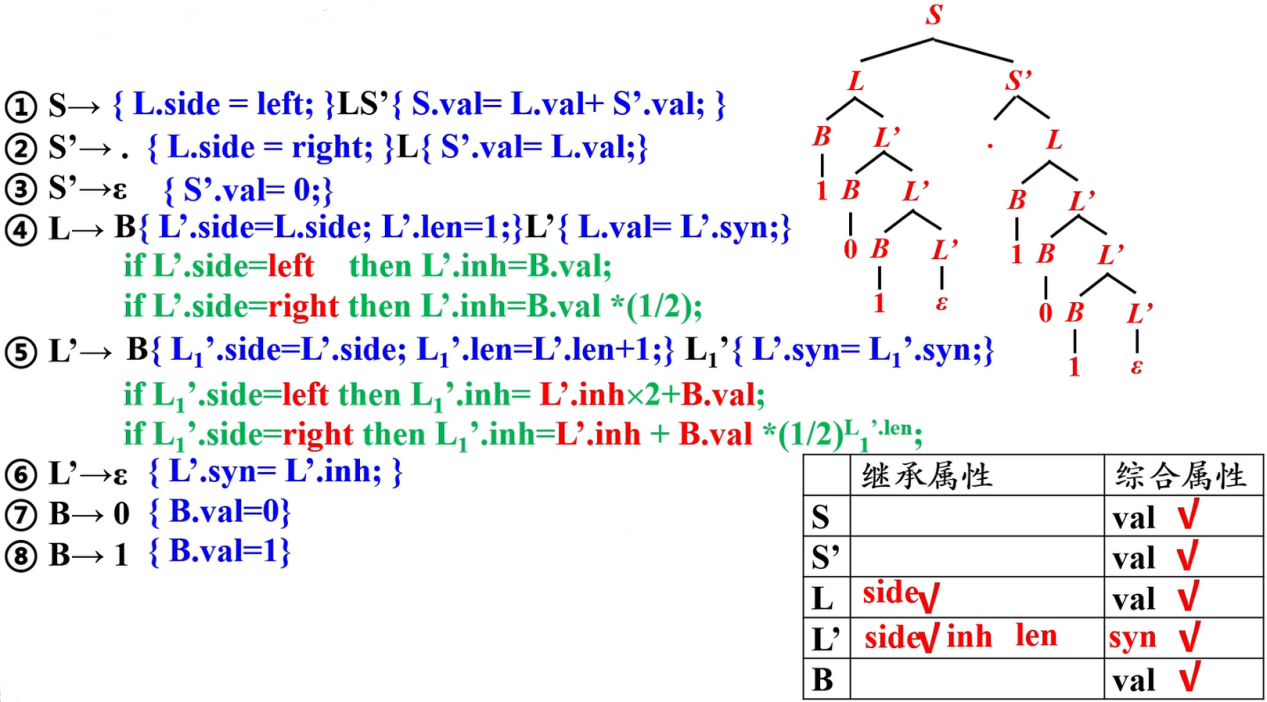 S
L S’
① S→ { L.side = left; }LS’{ S.val= L.val+ S’.val; }
B L’ . L
② S’→ . { L.side = right; }L{ S’.val= L.val;}
③ S’→ε { S’.val= 0;}
1 B L’ B L’
④ L→ B{ L’.side=L.side; L’.len=1;}L’{ L.val= L’.syn;}
0 B L’ 1 B L’
if L’.side=left then L’.inh=B.val;
if L’.side=right then L’.inh=B.val *(1/2);
1 ε 0 B L’
⑤ L’→ B{ L₁’.side=L’.side; L₁’.len=L’.len+1;} L₁’{ L’.syn= L₁’.syn;}
1 ε
if L₁’.side=left then L₁’.inh= L’.inh×2+B.val;
if L₁’.side=right then L₁’.inh=L’.inh + B.val *(1/2)^L₁’.len;
⑥ L’→ε { L’.syn= L’.inh; }
⑦ B→ 0 { B.val=0}
⑧ B→ 1 { B.val=1}
继承属性 综合属性
S val √
S’ val √
L side√ val √
L’ side√ inh len syn √
B val √